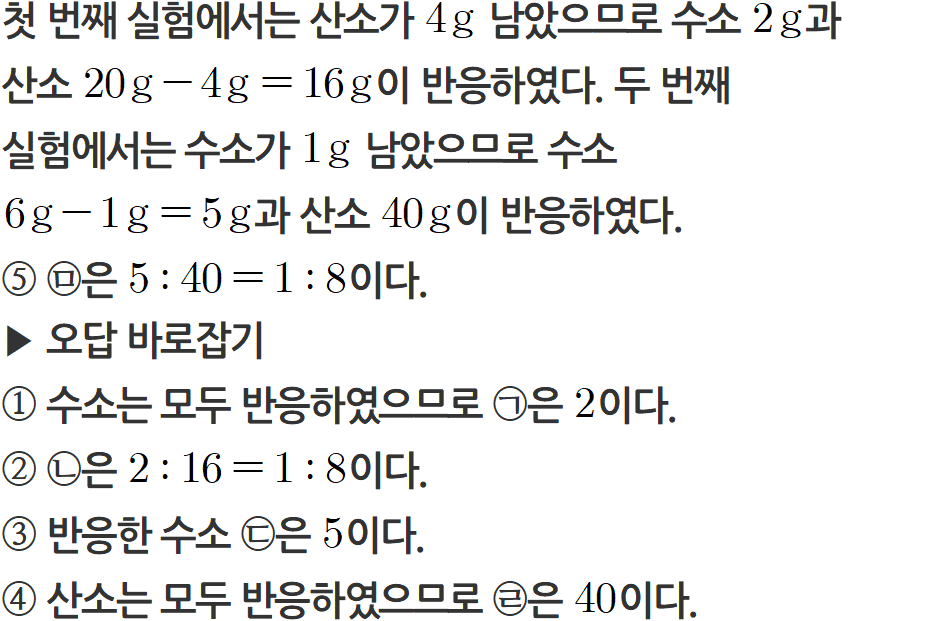 첫 번째 실험에서는 산소가 4g 남았으므로 수소 2g과
산소 20g－4g＝16g이 반응하였다. 두 번째
실험에서는 수소가 1g 남았으므로 수소
6g－1g＝5g과 산소 40g이 반응하였다.
⑤ ㉤은 5 : 40＝1 : 8이다.
▶ 오답 바로잡기
① 수소는 모두 반응하였으므로 ㉠은 2이다.
② ㉡은 2 : 16＝1 : 8이다.
③ 반응한 수소 ㉢은 5이다.
④ 산소는 모두 반응하였으므로 ㉣은 40이다.